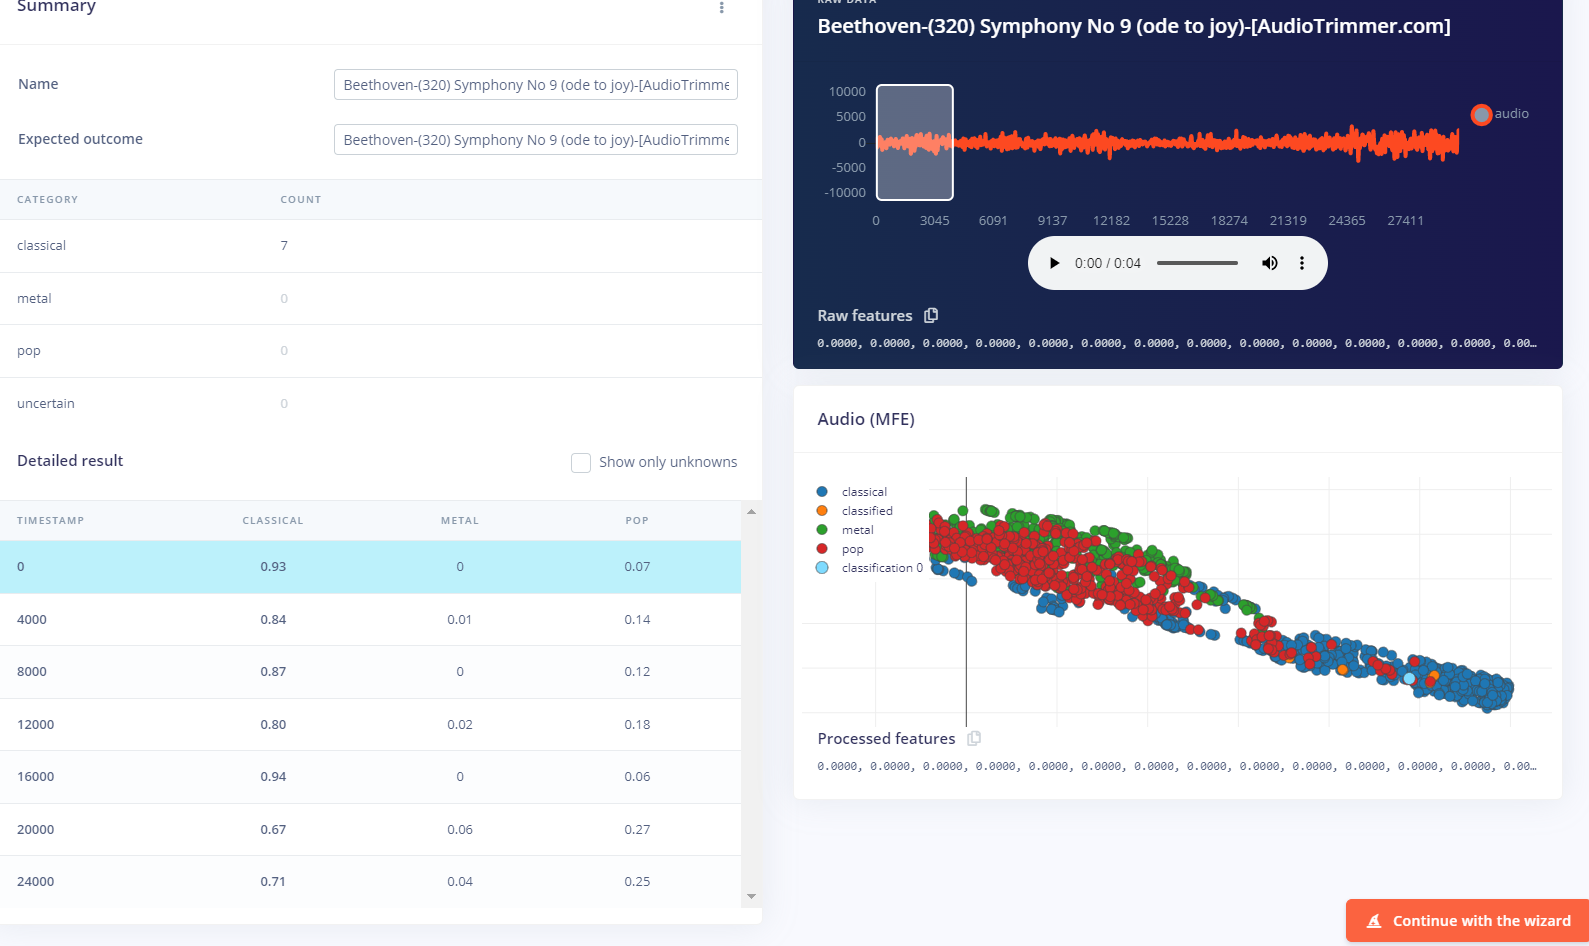 Summary
Name
Beethoven-(320) Symphony No 9 (ode to joy)-[AudioTrimme
Expected outcome
Beethoven-(320) Symphony No 9 (ode to joy)-[AudioTrimme
CATEGORY COUNT
classical 7
metal 0
pop 0
uncertain 0
Detailed result
Show only unknowns
TIMESTAMP CLASSICAL METAL POP
0 0.93 0 0.07
4000 0.84 0.01 0.14
8000 0.87 0 0.12
12000 0.80 0.02 0.18
16000 0.94 0 0.06
20000 0.67 0.06 0.27
24000 0.71 0.04 0.25
RAW DATA
Beethoven-(320) Symphony No 9 (ode to joy)-[AudioTrimmer.com]
10000
5000
0
-5000
-10000
audio
0 3045 6091 9137 12182 15228 18274 21319 24365 27411
0:00 / 0:04
Raw features
0.0000, 0.0000, 0.0000, 0.0000, 0.0000, 0.0000, 0.0000, 0.0000, 0.0000, 0.0000, 0.0000, 0.0000, 0.0000, 0.00…
Audio (MFE)
classical
classified
metal
pop
classification 0
Processed features
0.0000, 0.0000, 0.0000, 0.0000, 0.0000, 0.0000, 0.0000, 0.0000, 0.0000, 0.0000, 0.0000, 0.0000, 0.0000, 0.00…
Continue with the wizard